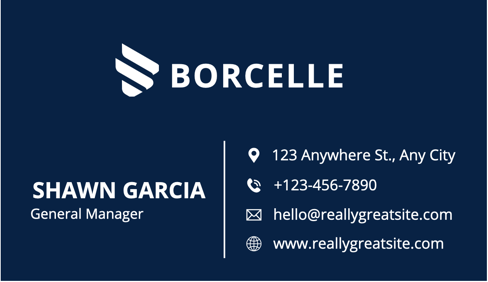 BORCELLE
SHAWN GARCIA
General Manager
123 Anywhere St., Any City
+123-456-7890
hello@reallygreatsite.com
www.reallygreatsite.com